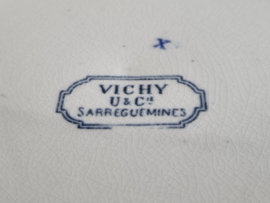 x
VICHY
U & Cie
SARREGUEMINES